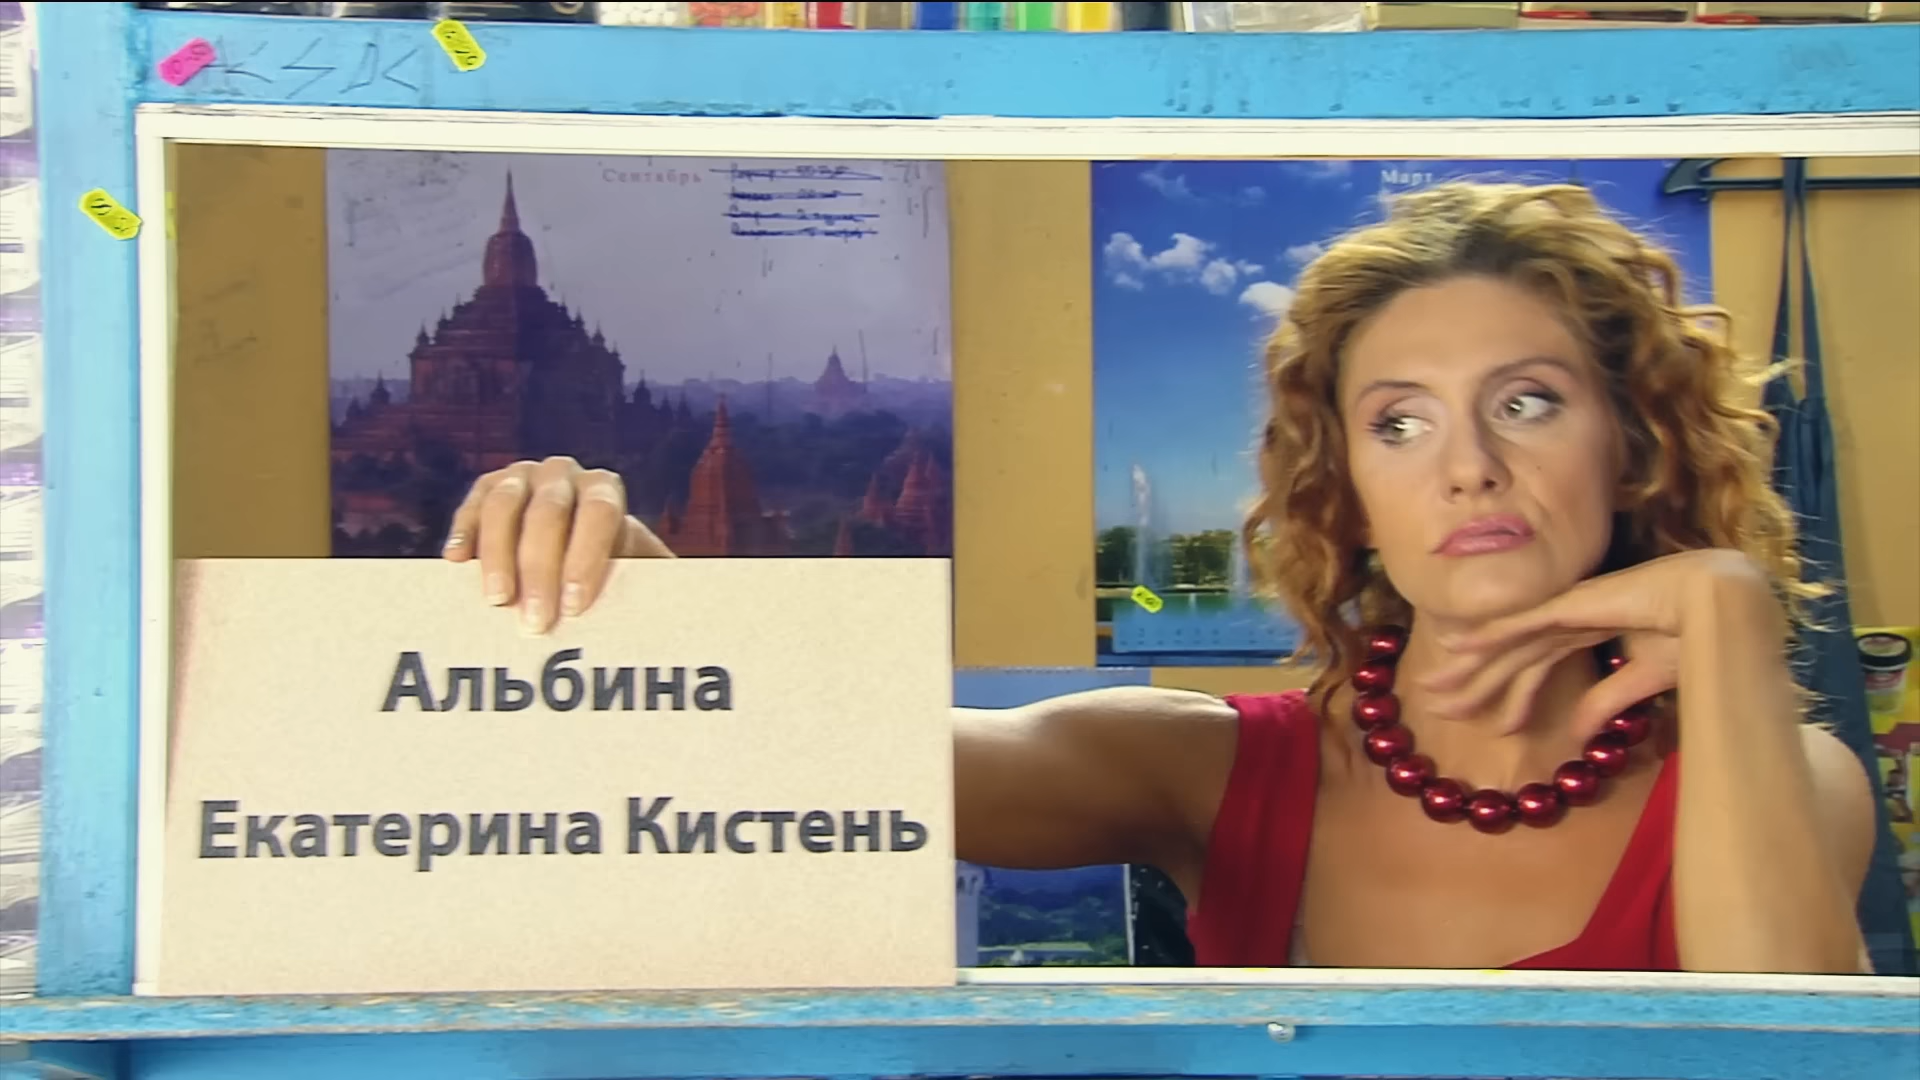 Сентябрь
Март
Альбина
Екатерина Кистень